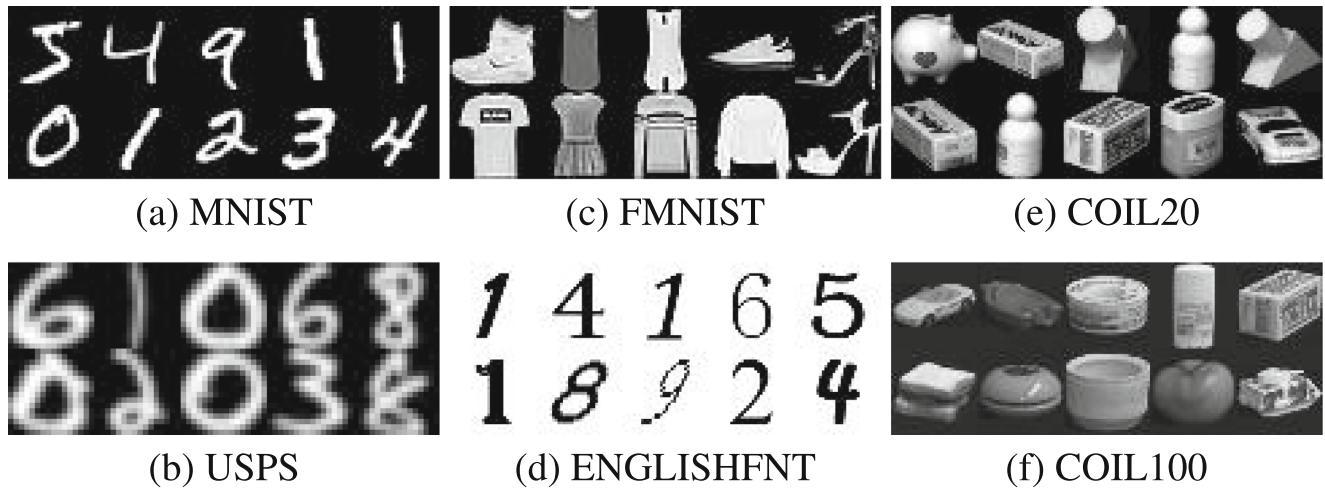 5 4 9 1 1
0 1 2 3 4
(a) MNIST
(c) FMNIST
(e) COIL20
6 1 0 6 8
0 2 0 3
(b) USPS
1 4 1 6 5
1 8 9 2 4
(d) ENGLISHFNT
(f) COIL100